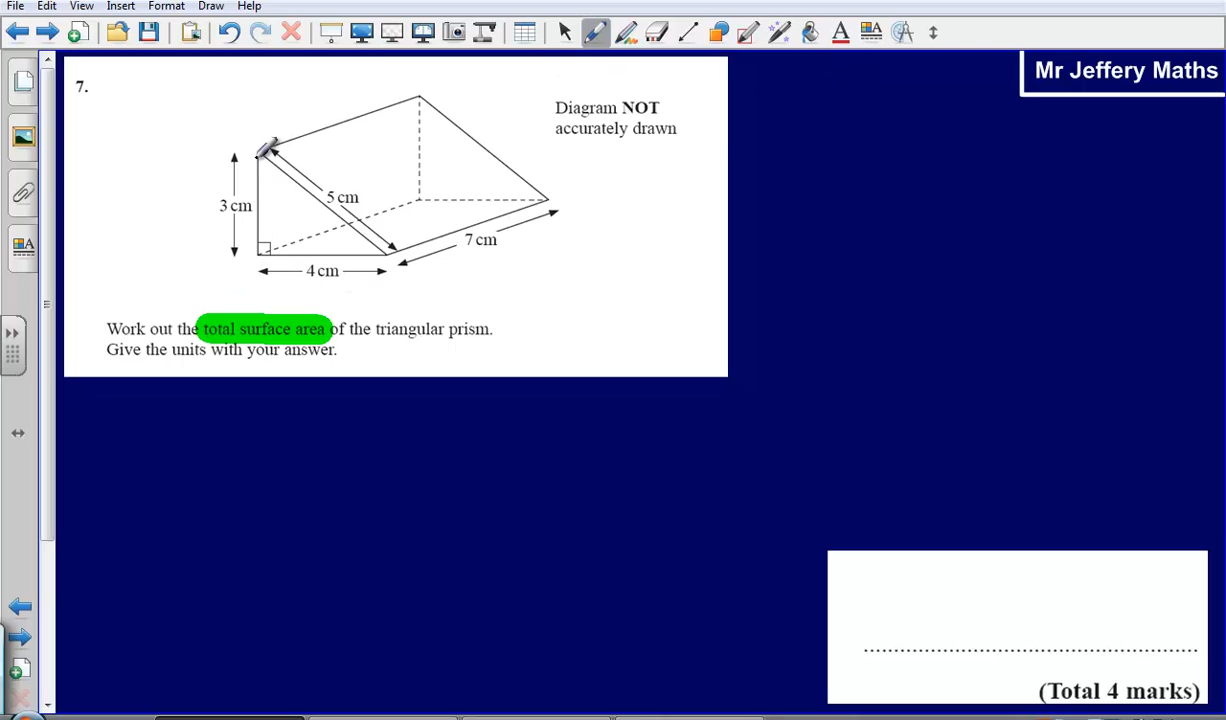 File Edit View Insert Format Draw Help
Mr Jeffery Maths
7.
Diagram NOT
accurately drawn
3 cm
5 cm
7 cm
4 cm
Work out the total surface area of the triangular prism.
Give the units with your answer.
(Total 4 marks)